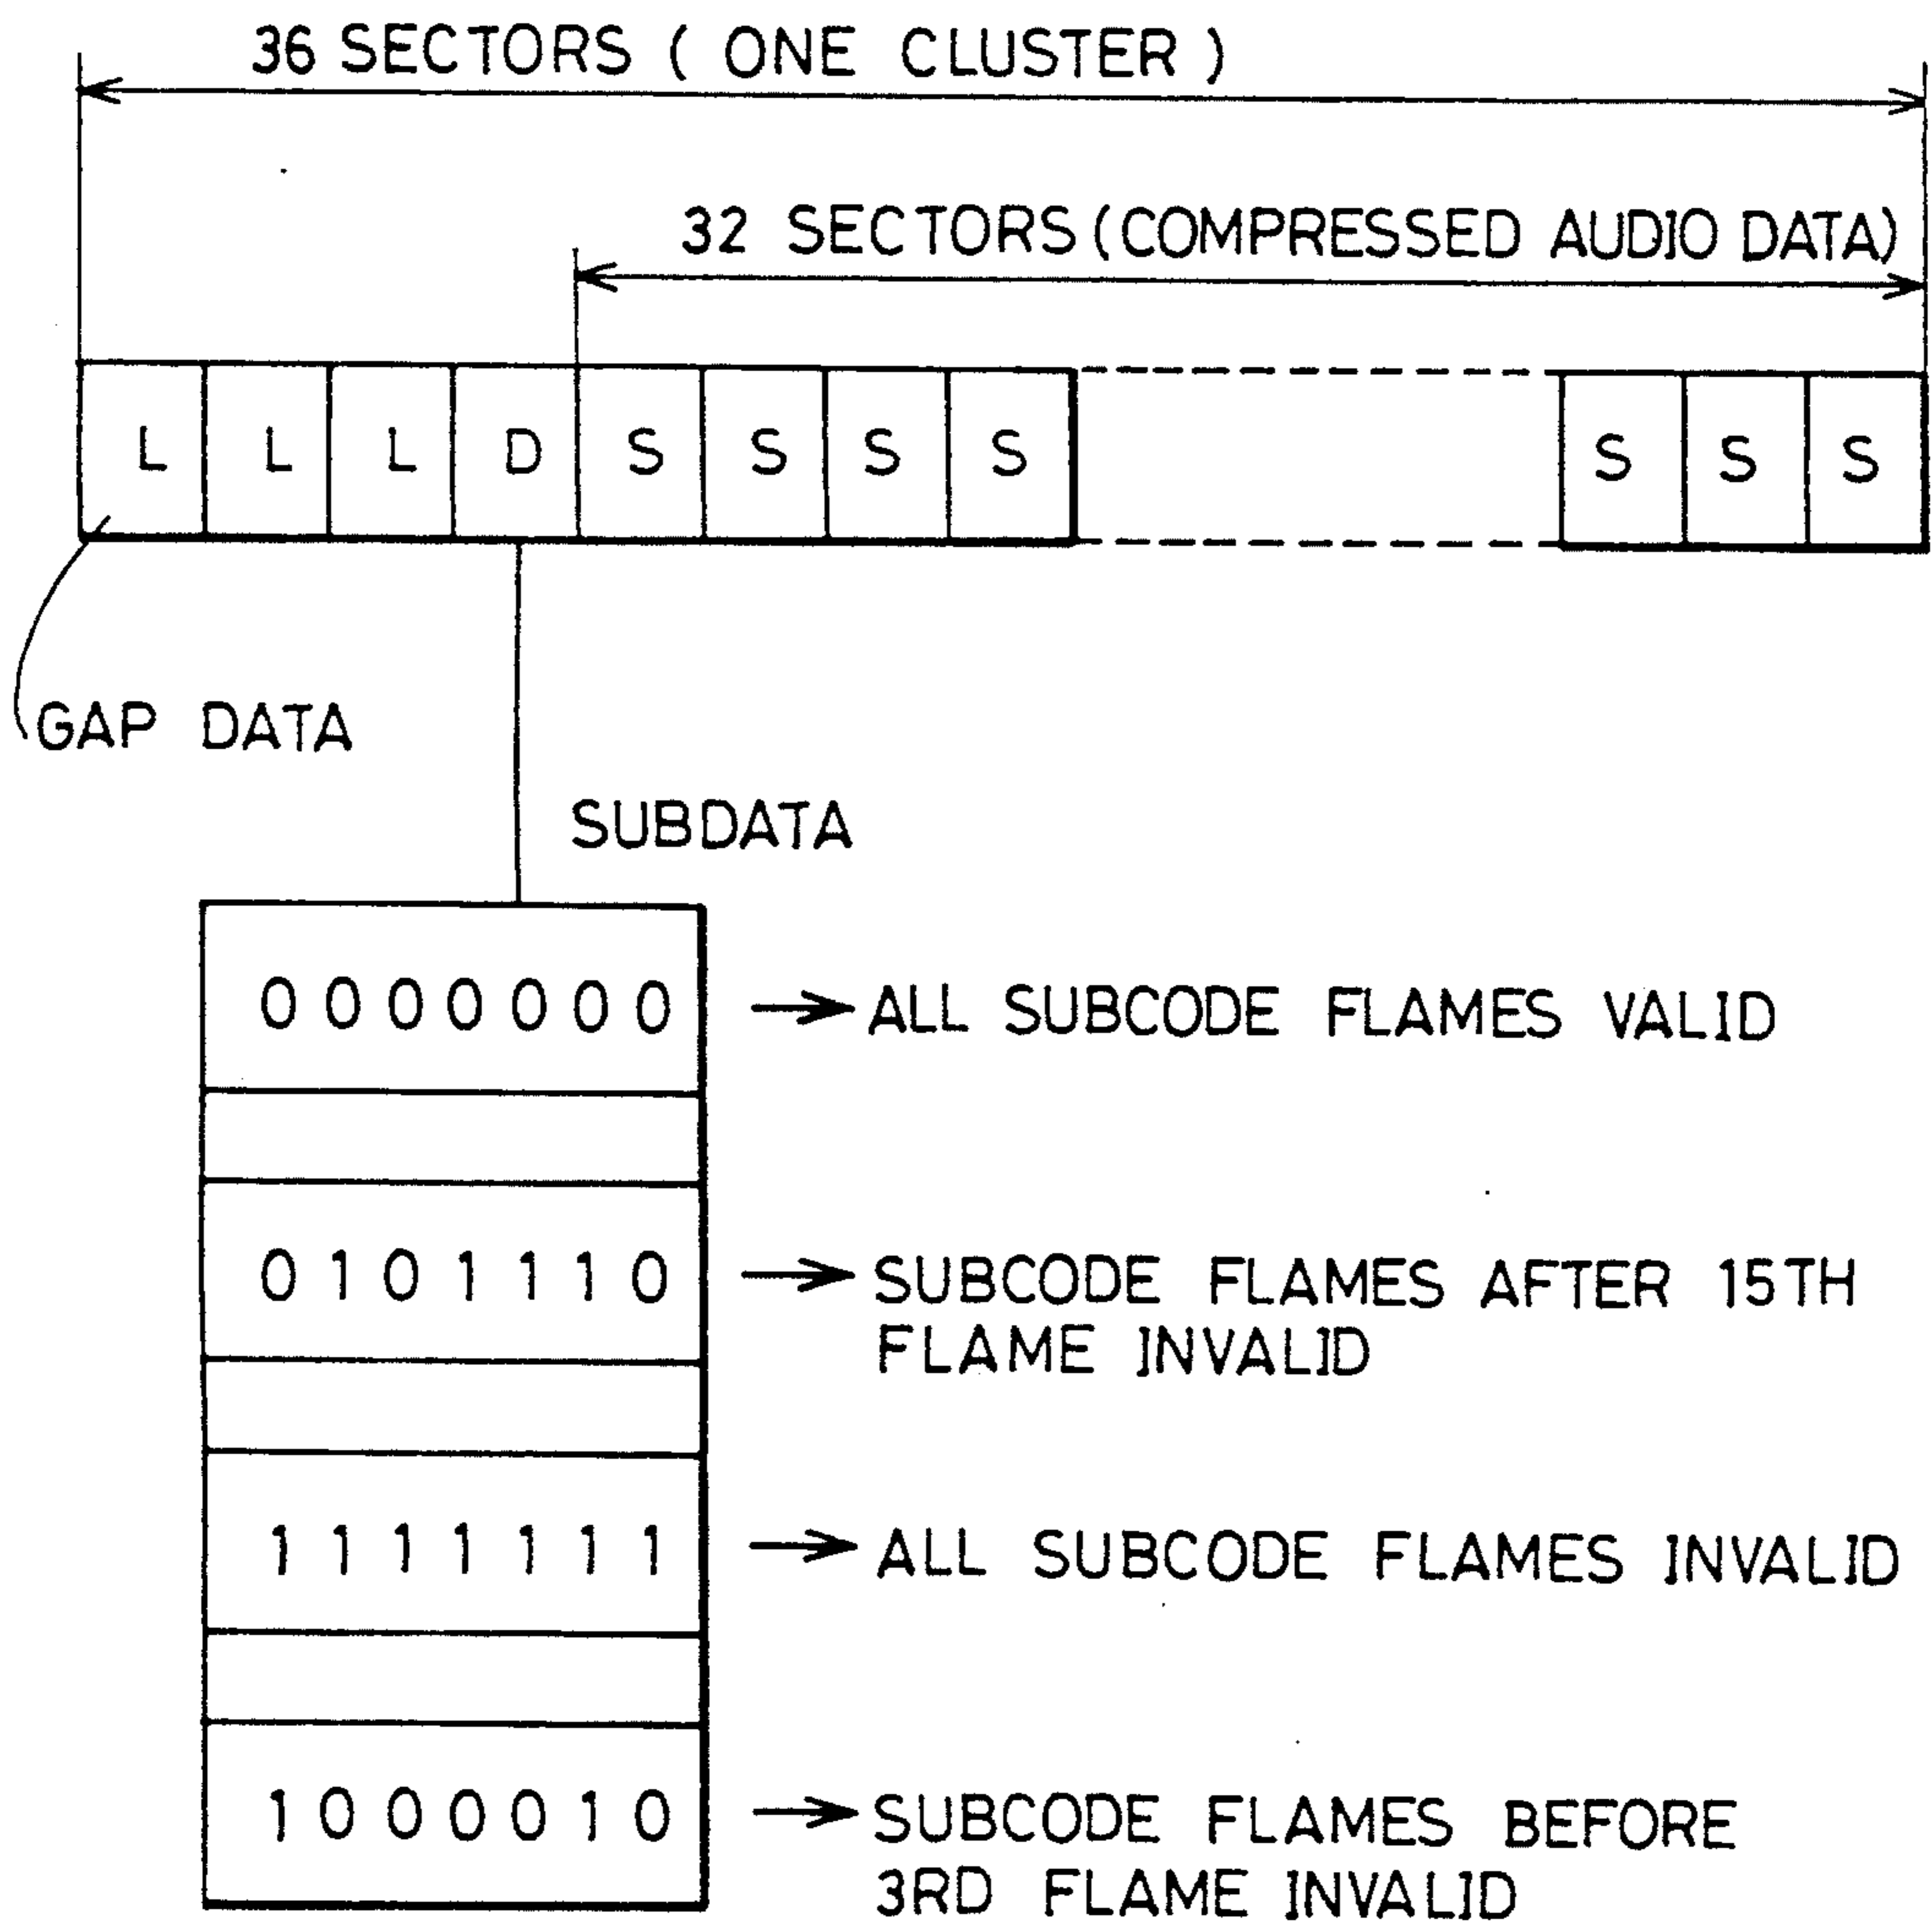 36 SECTORS ( ONE CLUSTER )
32 SECTORS (COMPRESSED AUDIO DATA)
L L L D S S S S S S S
GAP DATA
SUBDATA
0 0 0 0 0 0 0 → ALL SUBCODE FLAMES VALID
0 1 0 1 1 1 0 → SUBCODE FLAMES AFTER 15TH
FLAME INVALID
1 1 1 1 1 1 1 → ALL SUBCODE FLAMES INVALID
1 0 0 0 0 1 0 → SUBCODE FLAMES BEFORE
3RD FLAME INVALID